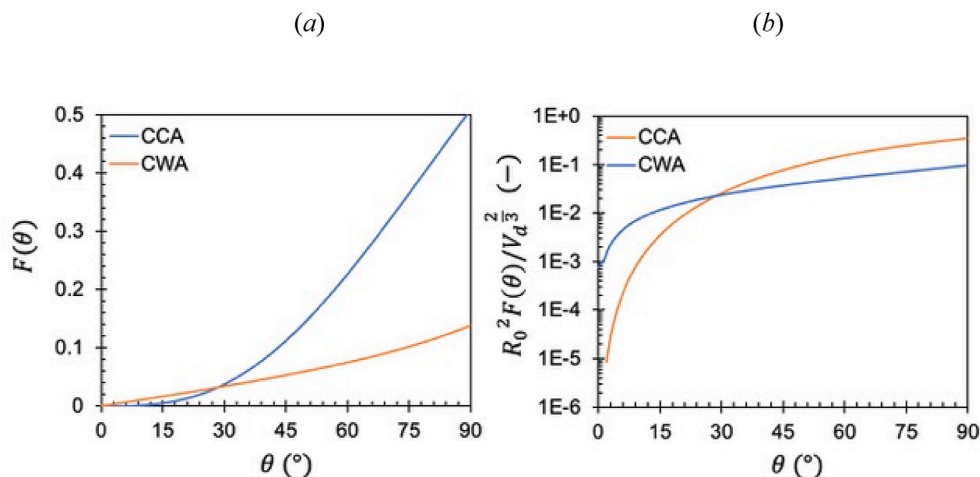 (a)
(b)
F(θ)
0.5
0.4
0.3
0.2
0.1
0
CCA
CWA
0 15 30 45 60 75 90
θ (°)
R₀²F(θ)/V_d^(2/3) (−)
1E+0
1E-1
1E-2
1E-3
1E-4
1E-5
1E-6
CCA
CWA
0 15 30 45 60 75 90
θ (°)